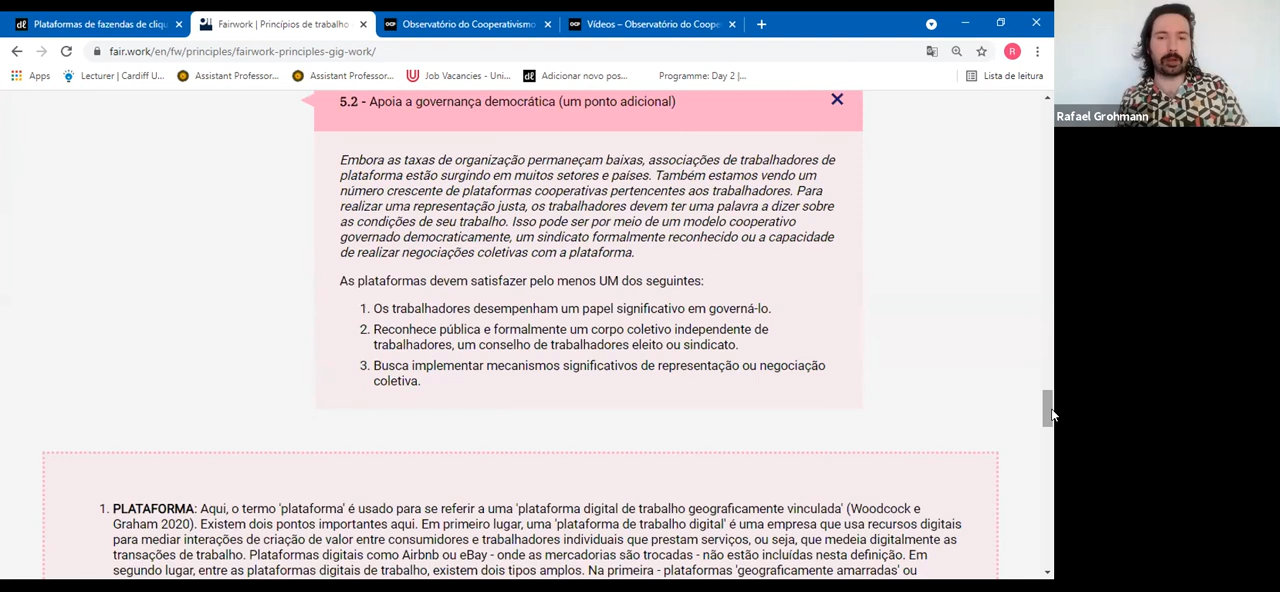 Plataformas de fazendas de cliqu
Fairwork | Princípios de trabalho
Observatório do Cooperativismo
Vídeos – Observatório do Coope
fair.work/en/fw/principles/fairwork-principles-gig-work/
R
Apps
Lecturer | Cardiff U...
Assistant Professor...
Assistant Professor...
Job Vacancies - Uni...
Adicionar novo pos...
Programme: Day 2 |...
Lista de leitura
Rafael Grohmann
5.2 - Apoia a governança democrática (um ponto adicional)
Embora as taxas de organização permaneçam baixas, associações de trabalhadores de
plataforma estão surgindo em muitos setores e países. Também estamos vendo um
número crescente de plataformas cooperativas pertencentes aos trabalhadores. Para
realizar uma representação justa, os trabalhadores devem ter uma palavra a dizer sobre
as condições de seu trabalho. Isso pode ser por meio de um modelo cooperativo
governado democraticamente, um sindicato formalmente reconhecido ou a capacidade
de realizar negociações coletivas com a plataforma.
As plataformas devem satisfazer pelo menos UM dos seguintes:
1. Os trabalhadores desempenham um papel significativo em governá-lo.
2. Reconhece pública e formalmente um corpo coletivo independente de
trabalhadores, um conselho de trabalhadores eleito ou sindicato.
3. Busca implementar mecanismos significativos de representação ou negociação
coletiva.
1. PLATAFORMA: Aqui, o termo 'plataforma' é usado para se referir a uma 'plataforma digital de trabalho geograficamente vinculada' (Woodcock e
Graham 2020). Existem dois pontos importantes aqui. Em primeiro lugar, uma 'plataforma de trabalho digital' é uma empresa que usa recursos digitais
para mediar interações de criação de valor entre consumidores e trabalhadores individuais que prestam serviços, ou seja, que medeia digitalmente as
transações de trabalho. Plataformas digitais como Airbnb ou eBay - onde as mercadorias são trocadas - não estão incluídas nesta definição. Em
segundo lugar, entre as plataformas digitais de trabalho, existem dois tipos amplos. Na primeira - plataformas 'geograficamente amarradas' ou